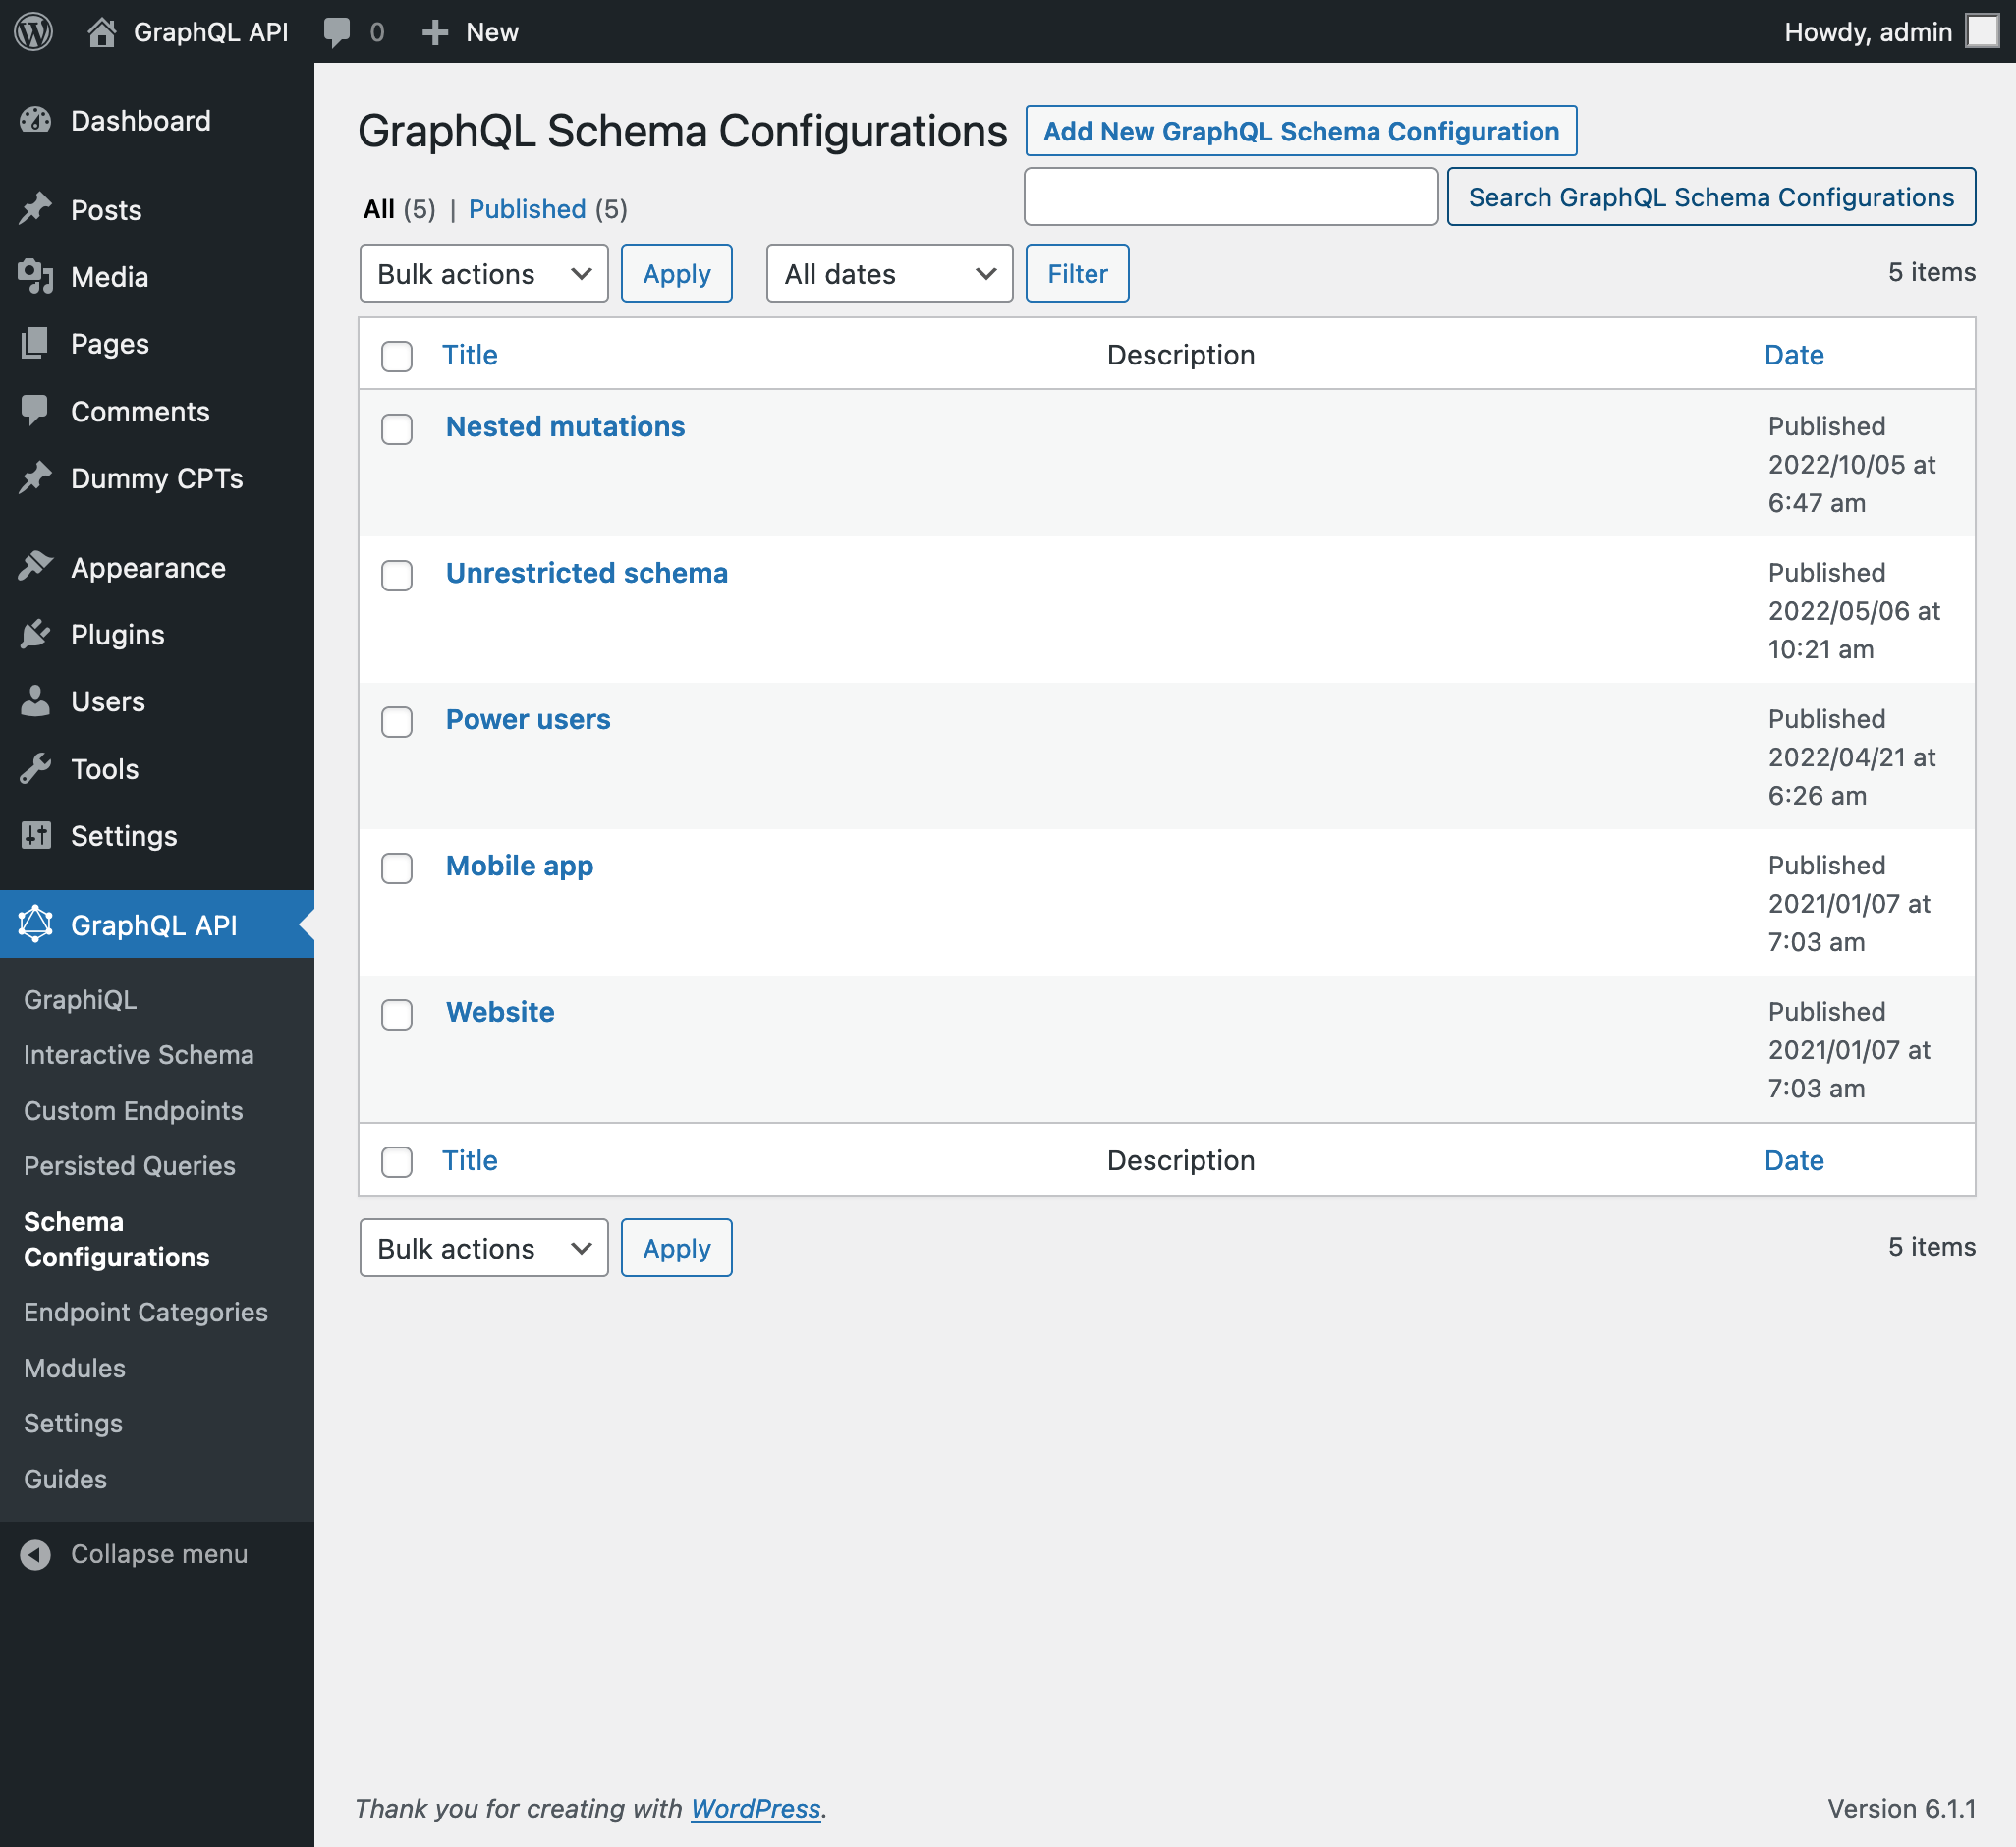 GraphQL API 0 New Howdy, admin
Dashboard
Posts
Media
Pages
Comments
Dummy CPTs
Appearance
Plugins
Users
Tools
Settings
GraphQL API
GraphiQL
Interactive Schema
Custom Endpoints
Persisted Queries
Schema
Configurations
Endpoint Categories
Modules
Settings
Guides
Collapse menu
GraphQL Schema Configurations Add New GraphQL Schema Configuration
All (5) | Published (5) Search GraphQL Schema Configurations
Bulk actions Apply All dates Filter 5 items
Title Description Date
Nested mutations Published
2022/10/05 at
6:47 am
Unrestricted schema Published
2022/05/06 at
10:21 am
Power users Published
2022/04/21 at
6:26 am
Mobile app Published
2021/01/07 at
7:03 am
Website Published
2021/01/07 at
7:03 am
Title Description Date
Bulk actions Apply 5 items
Thank you for creating with WordPress. Version 6.1.1